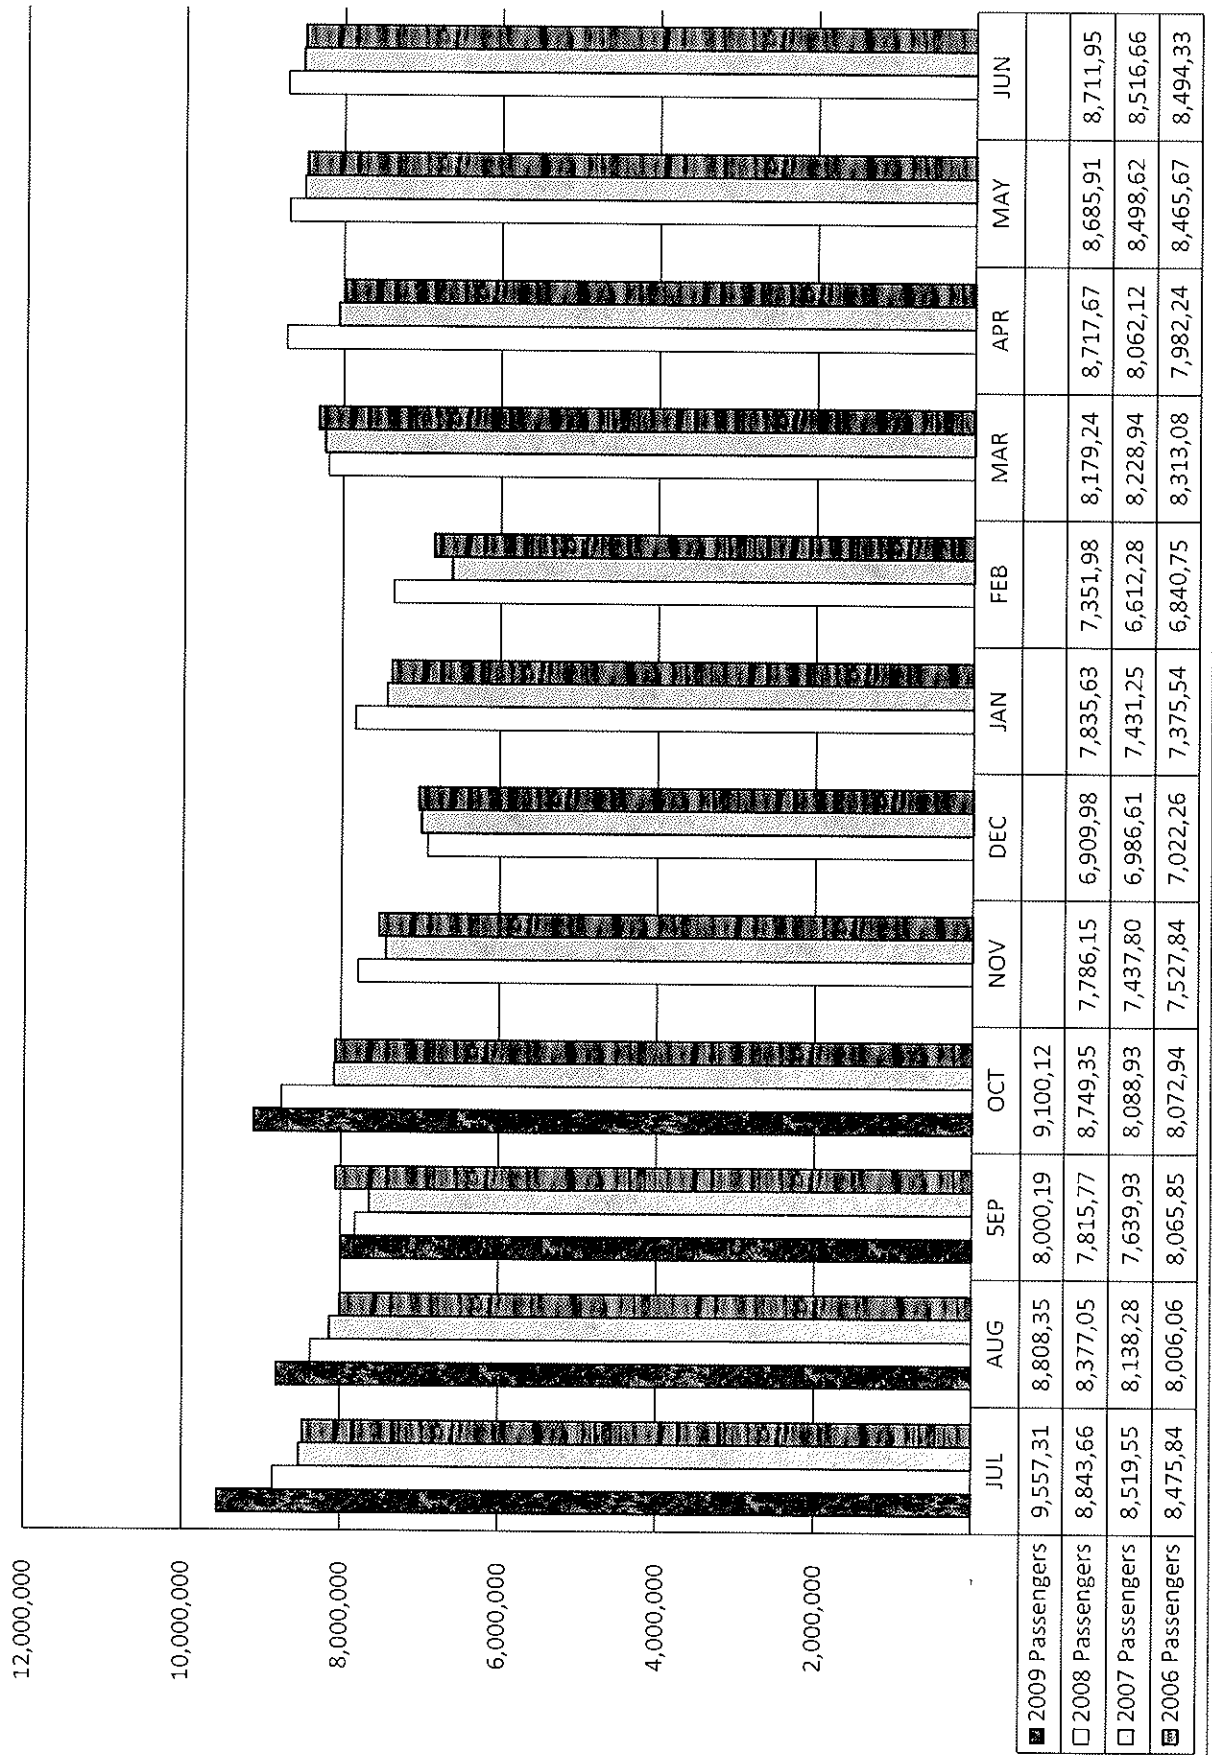 12,000,000
10,000,000
8,000,000
6,000,000
4,000,000
2,000,000
-
JUL AUG SEP OCT NOV DEC JAN FEB MAR APR MAY JUN
2009 Passengers 9,557,31 8,808,35 8,000,19 9,100,12
2008 Passengers 8,843,66 8,377,05 7,815,77 8,749,35 7,786,15 6,909,98 7,835,63 7,351,98 8,179,24 8,717,67 8,685,91 8,711,95
2007 Passengers 8,519,55 8,138,28 7,639,93 8,088,93 7,437,80 6,986,61 7,431,25 6,612,28 8,228,94 8,062,12 8,498,62 8,516,66
2006 Passengers 8,475,84 8,006,06 8,065,85 8,072,94 7,527,84 7,022,26 7,375,54 6,840,75 8,313,08 7,982,24 8,465,67 8,494,33